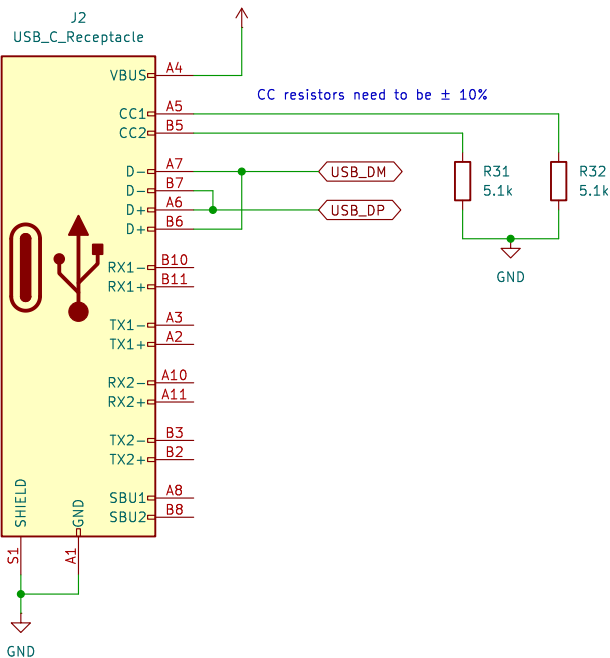 J2
USB_C_Receptacle
VBUS A4
CC resistors need to be ± 10%
CC1 A5
CC2 B5
D- A7 USB_DM
D- B7
D+ A6 USB_DP
D+ B6
R31
5.1k
R32
5.1k
GND
RX1- B10
RX1+ B11
TX1- A3
TX1+ A2
RX2- A10
RX2+ A11
TX2- B3
TX2+ B2
SBU1 A8
SBU2 B8
SHIELD
GND
S1
A1
GND